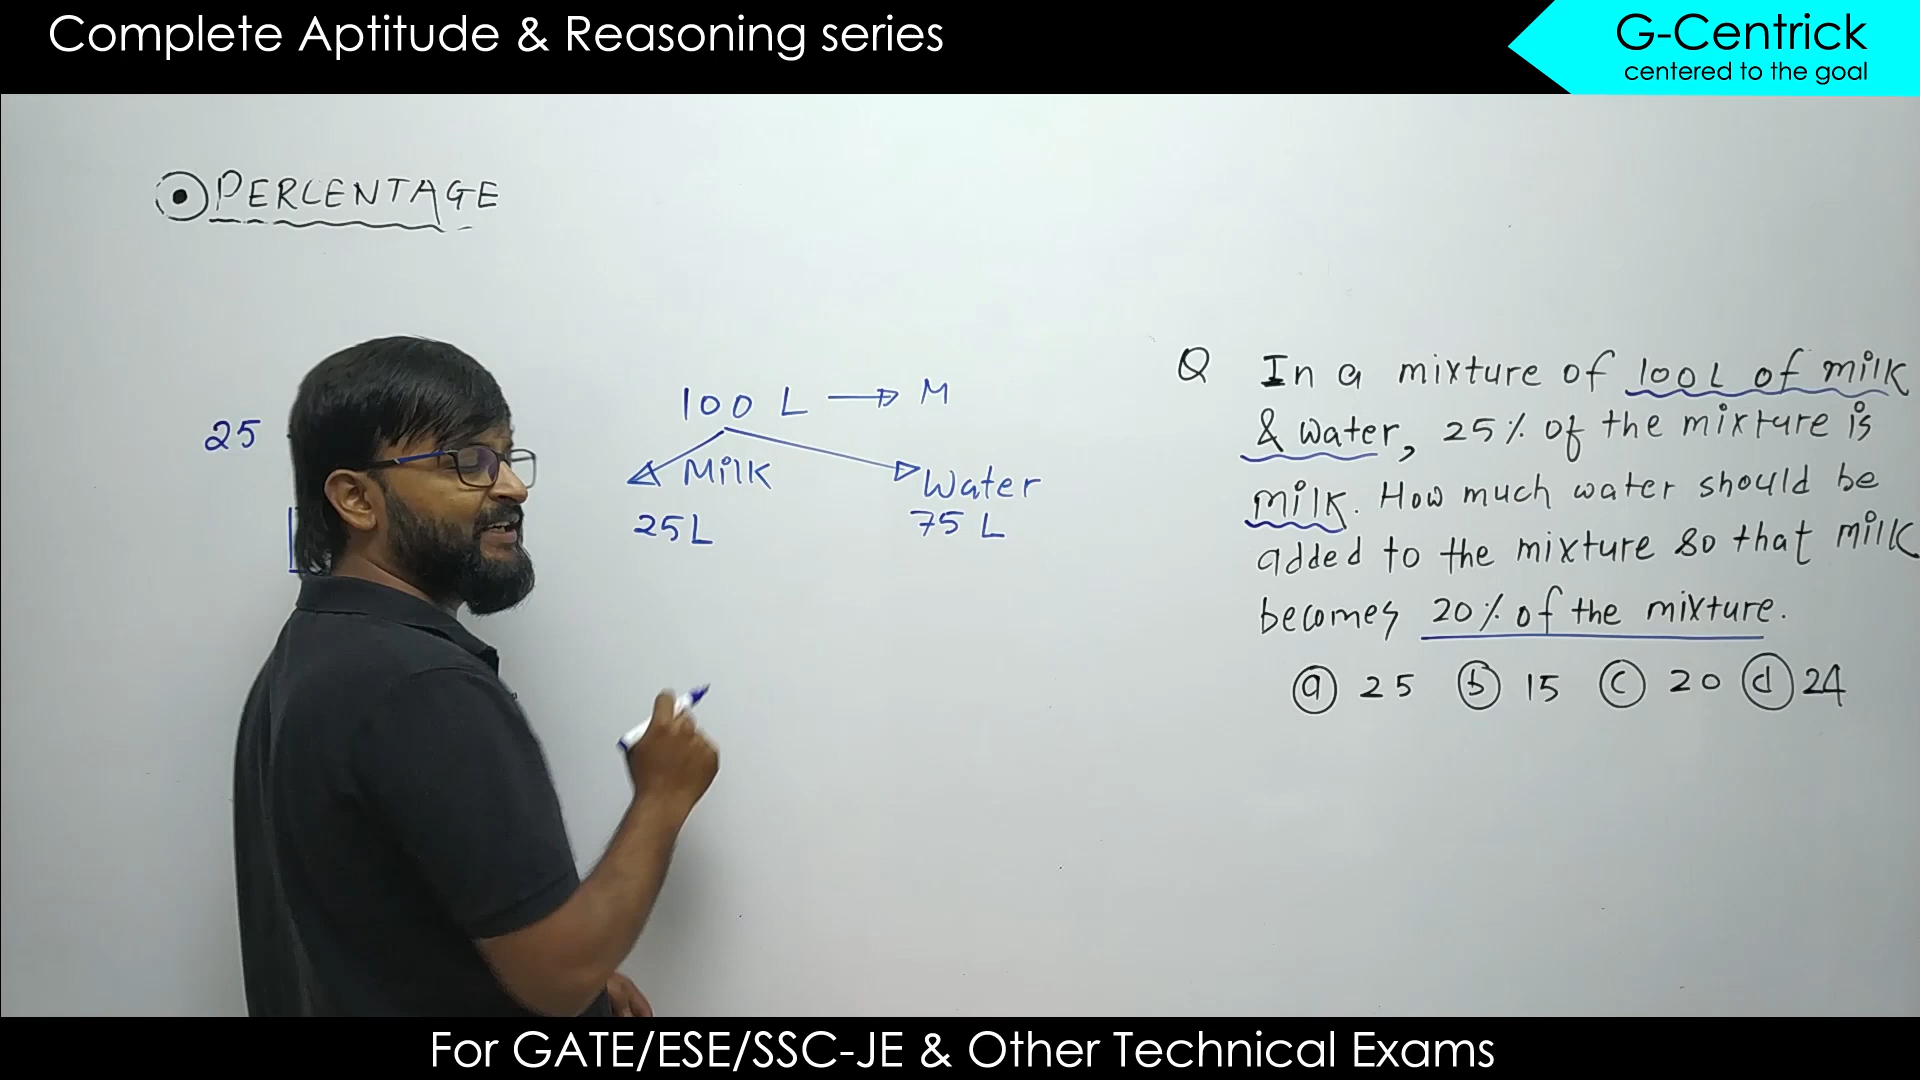 Complete Aptitude & Reasoning series
G-Centrick
centered to the goal
PERCENTAGE
25
100 L → M
Milk
Water
25L
75 L
Q In a mixture of 100L of milk
& water, 25% of the mixture is
milk. How much water should be
added to the mixture so that milk
becomes 20% of the mixture.
(a) 25 (b) 15 (c) 20 (d) 24
For GATE/ESE/SSC-JE & Other Technical Exams